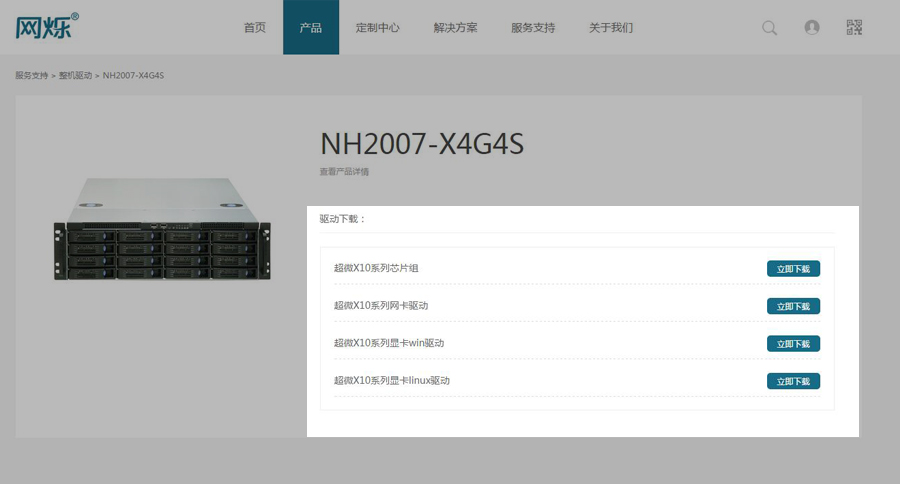 网烁®
首页 产品 定制中心 解决方案 服务支持 关于我们
服务支持 > 整机驱动 > NH2007-X4G4S
NH2007-X4G4S
查看产品详情
驱动下载：
超微X10系列芯片组 立即下载
超微X10系列网卡驱动 立即下载
超微X10系列显卡win驱动 立即下载
超微X10系列显卡linux驱动 立即下载